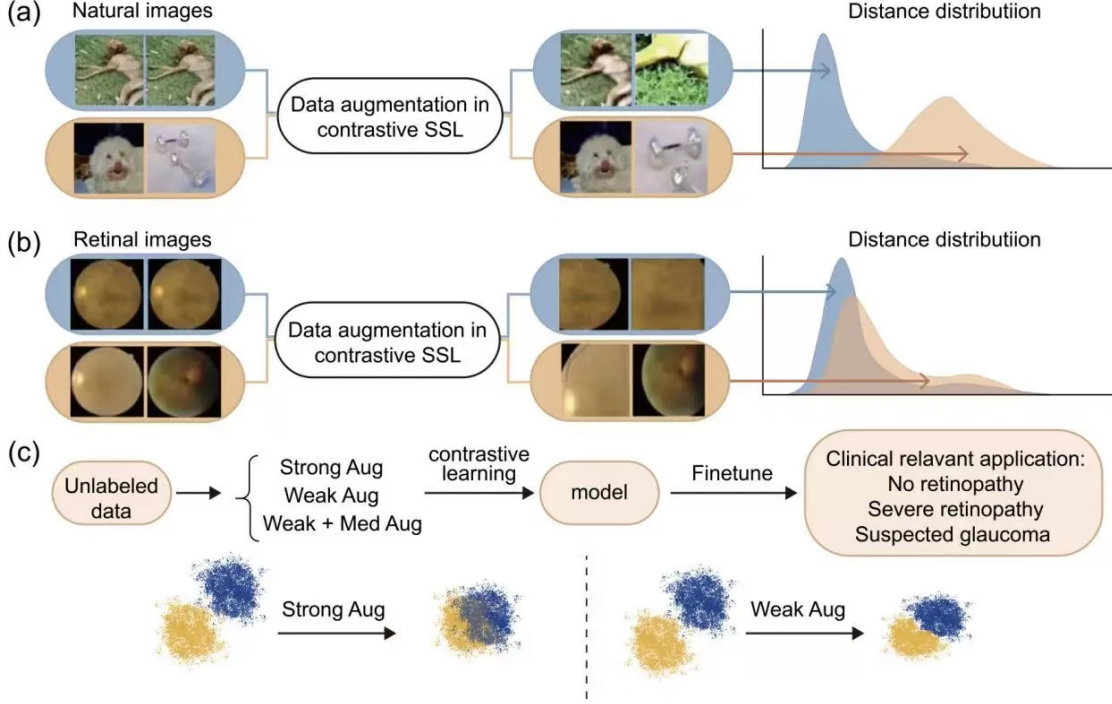 (a)
Natural images
Distance distributiion
Data augmentation in
contrastive SSL
(b)
Retinal images
Distance distributiion
Data augmentation in
contrastive SSL
(c)
Unlabeled
data
Strong Aug
Weak Aug
Weak + Med Aug
contrastive
learning
model
Finetune
Clinical relavant application:
No retinopathy
Severe retinopathy
Suspected glaucoma
Strong Aug
Weak Aug